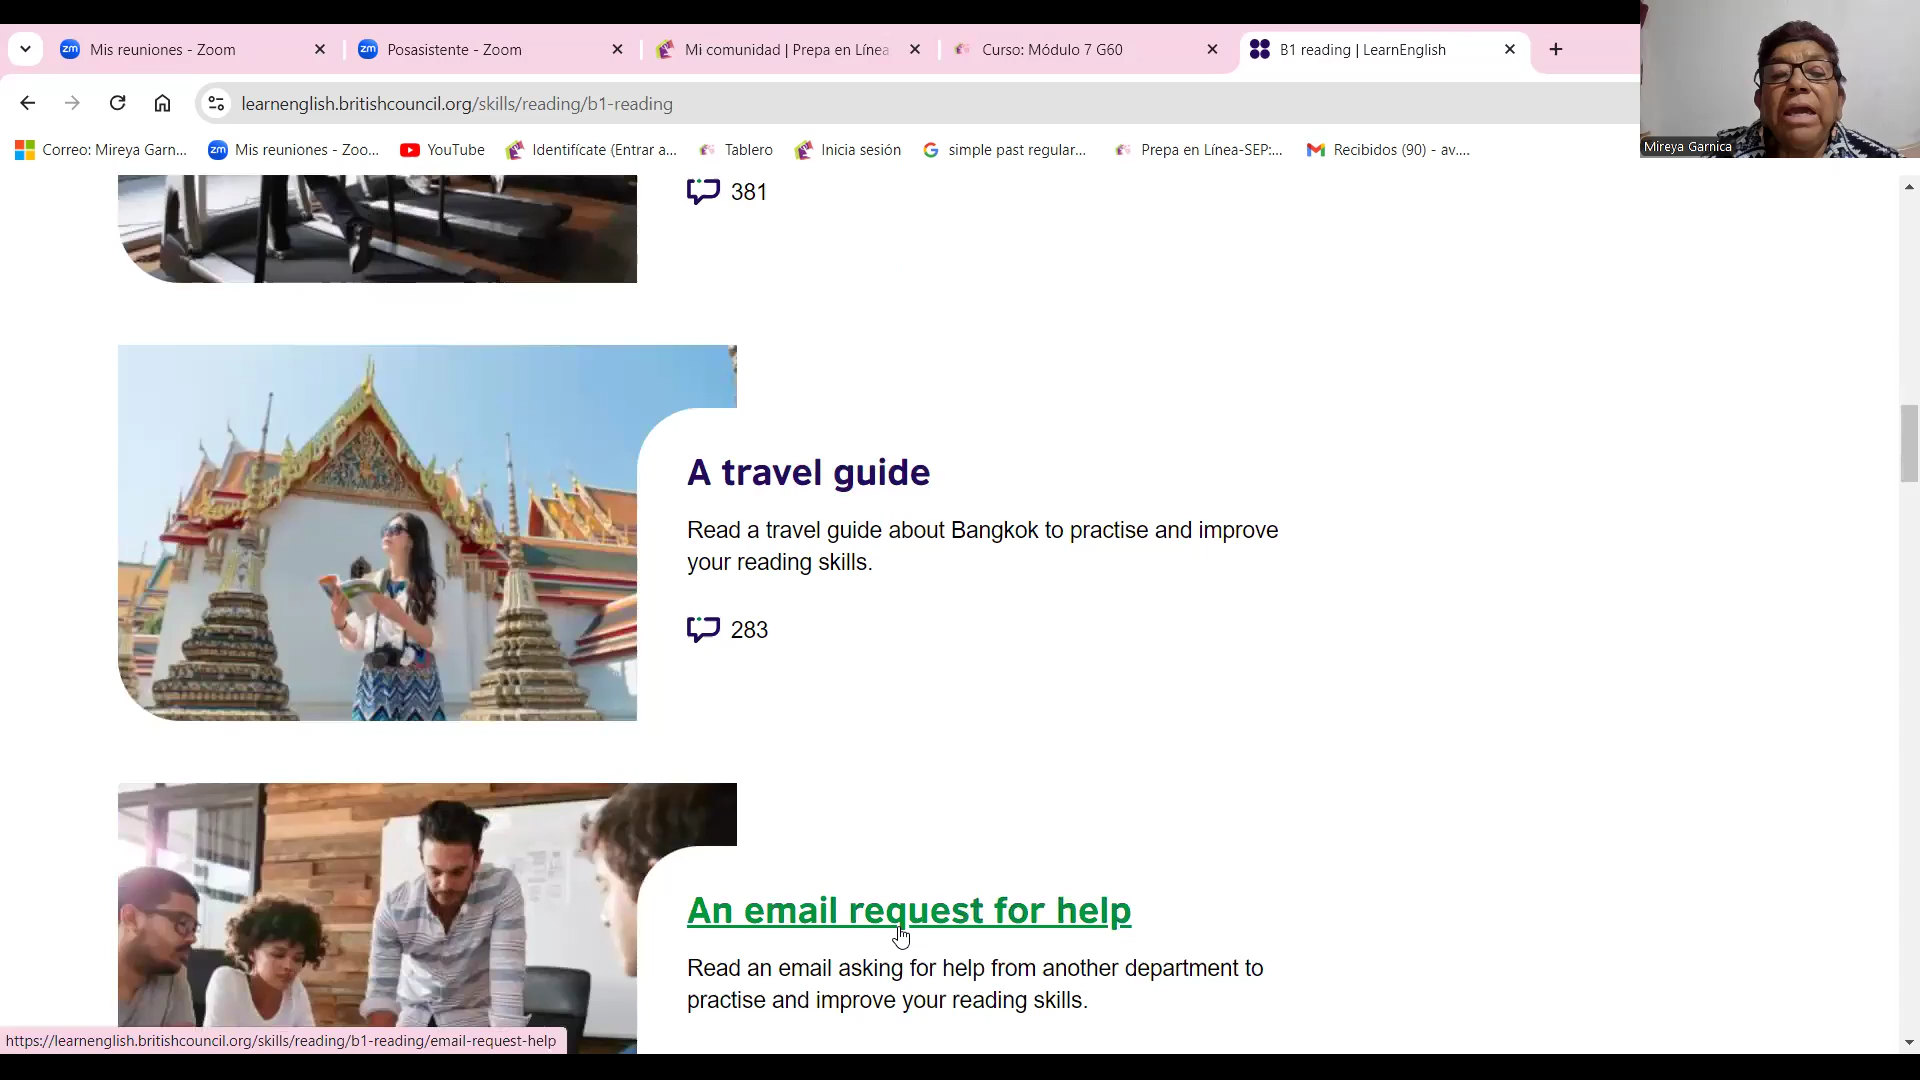 Mis reuniones - Zoom
Posasistente - Zoom
Mi comunidad | Prepa en Línea
Curso: Módulo 7 G60
B1 reading | LearnEnglish
learnenglish.britishcouncil.org/skills/reading/b1-reading
Correo: Mireya Garn...
Mis reuniones - Zoo...
YouTube
Identifícate (Entrar a...
Tablero
Inicia sesión
simple past regular...
Prepa en Línea-SEP:...
Recibidos (90) - av....
Mireya Garnica
381
A travel guide
Read a travel guide about Bangkok to practise and improve
your reading skills.
283
An email request for help
Read an email asking for help from another department to
practise and improve your reading skills.
https://learnenglish.britishcouncil.org/skills/reading/b1-reading/email-request-help